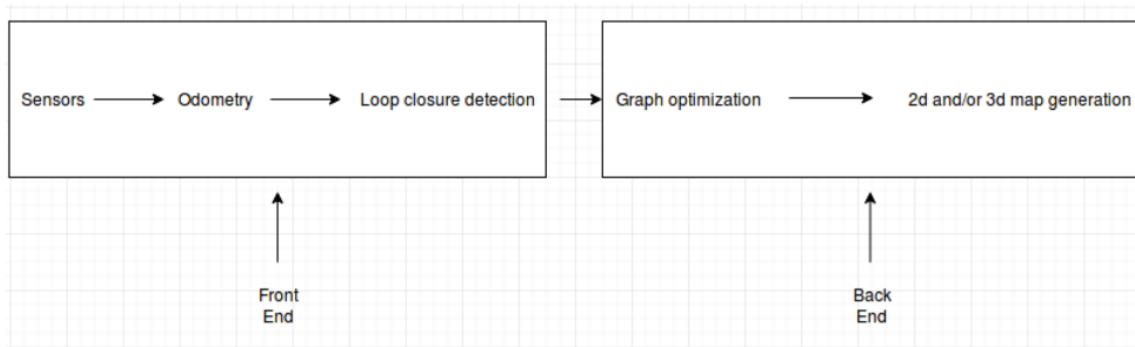 Sensors
Odometry
Loop closure detection
Graph optimization
2d and/or 3d map generation
Front
End
Back
End